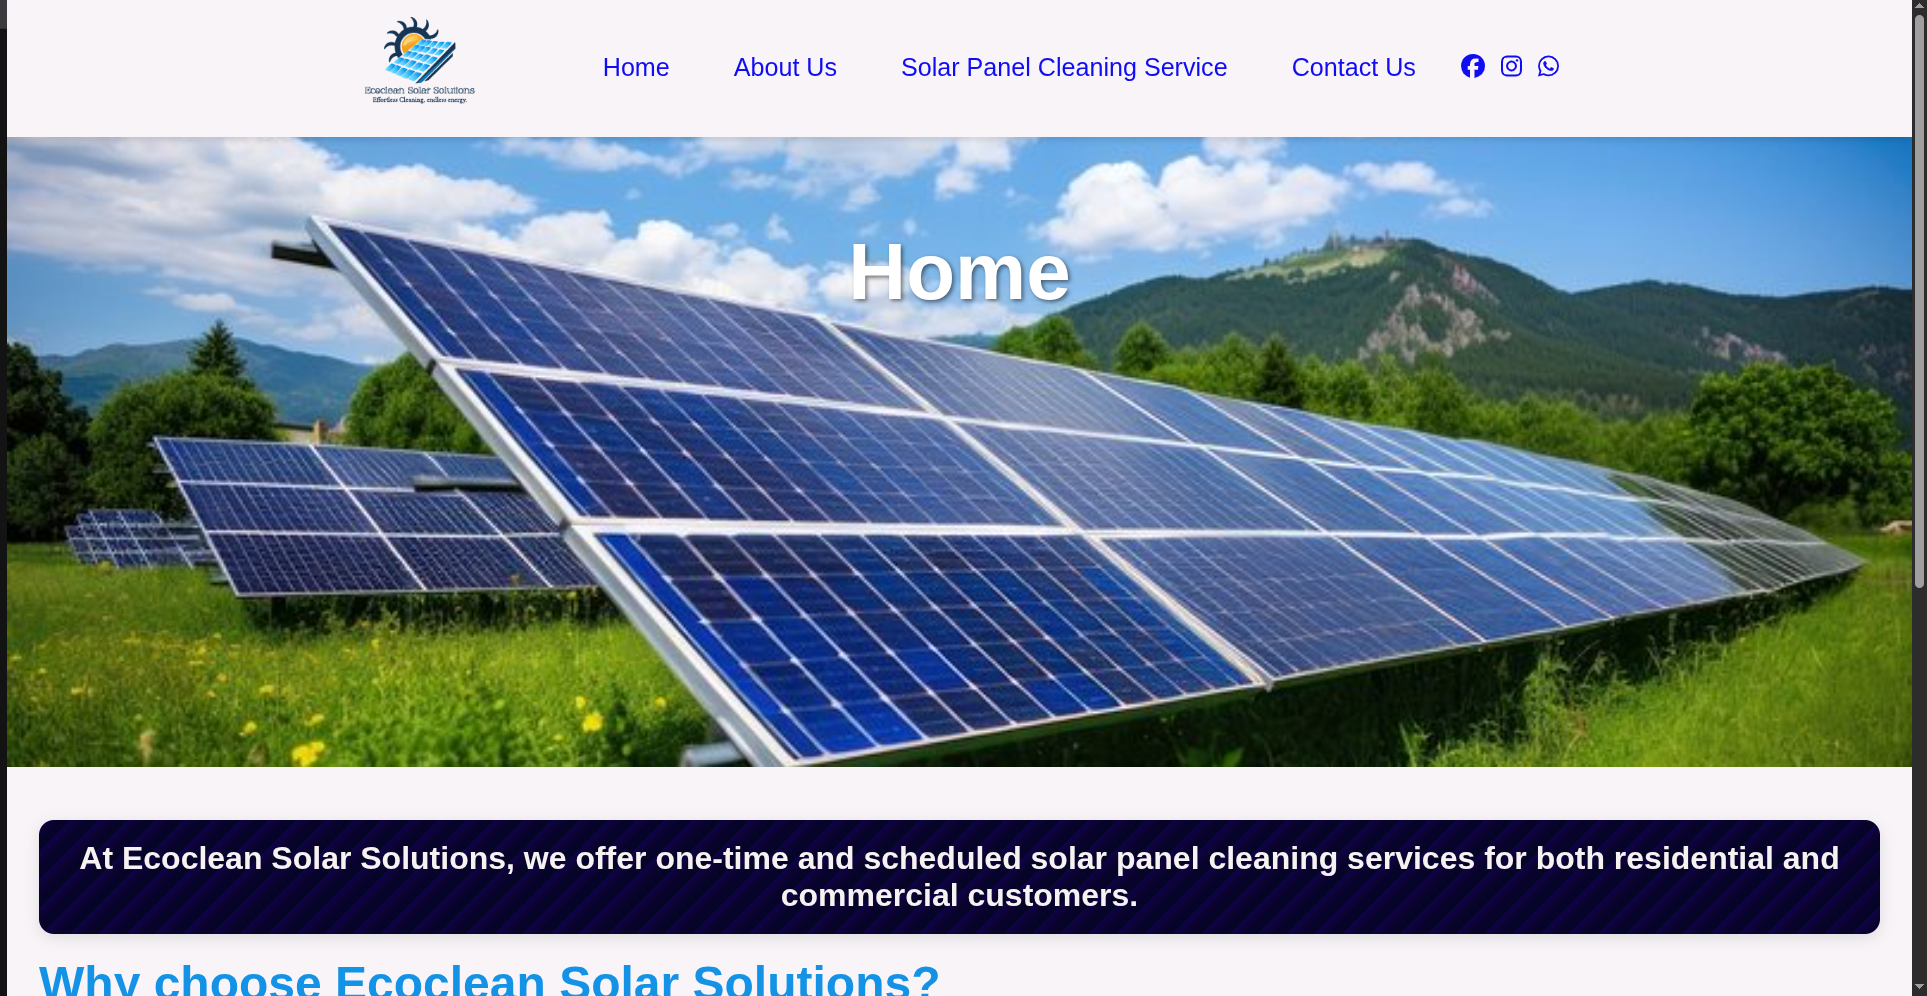 Ecoclean Solar Solutions
Effortless Cleaning, endless energy.
Home
About Us
Solar Panel Cleaning Service
Contact Us
Home
At Ecoclean Solar Solutions, we offer one-time and scheduled solar panel cleaning services for both residential and
commercial customers.
Why choose Ecoclean Solar Solutions?